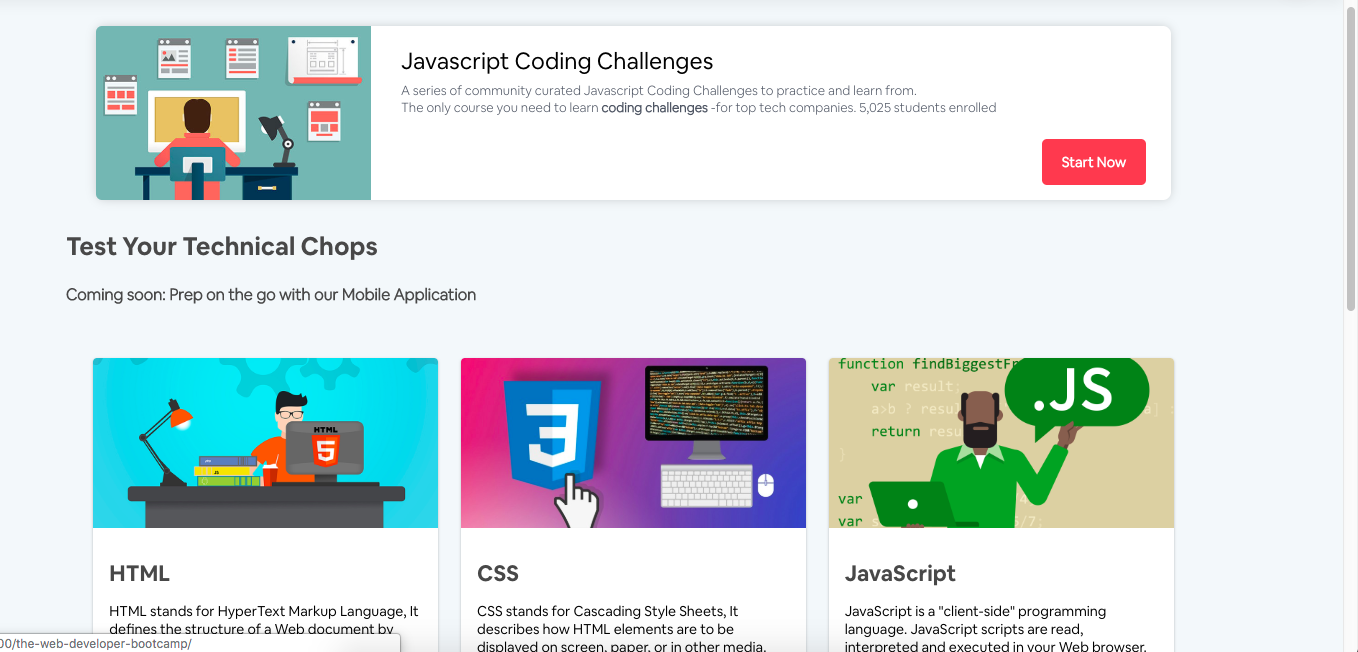 Javascript Coding Challenges
A series of community curated Javascript Coding Challenges to practice and learn from.
The only course you need to learn coding challenges -for top tech companies. 5,025 students enrolled
Start Now
Test Your Technical Chops
Coming soon: Prep on the go with our Mobile Application
HTML
5
JS
3
function findBiggestFr
var result;
a>b ? resu
a]
return resu
}
var
var s
5/7;
.JS
HTML
HTML stands for HyperText Markup Language, It
defines the structure of a Web document by
CSS
CSS stands for Cascading Style Sheets, It
describes how HTML elements are to be
displayed on screen, paper, or in other media.
JavaScript
JavaScript is a "client-side" programming
language. JavaScript scripts are read,
interpreted and executed in your Web browser.
00/the-web-developer-bootcamp/